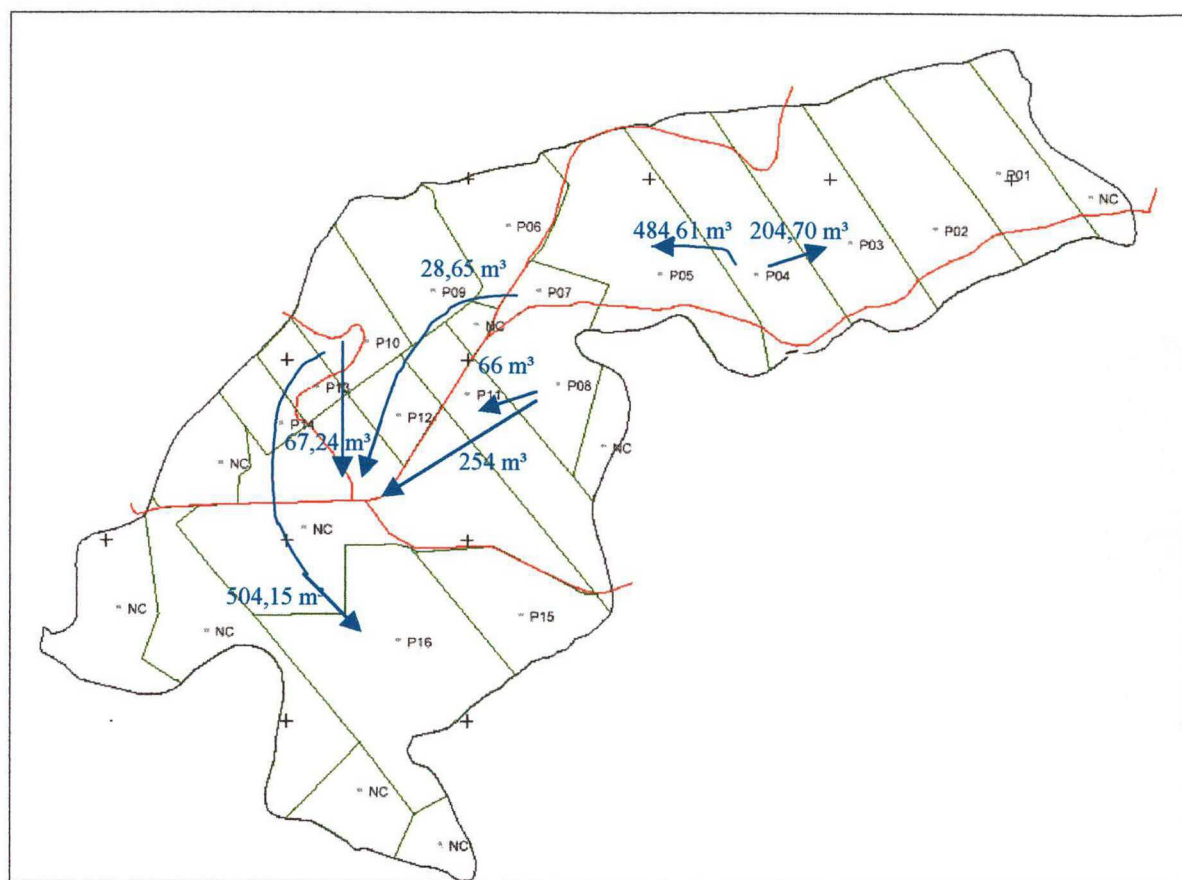 P01
NC
P02
484,61 m³
204,70 m³
P03
P06
P05
P04
28,65 m³
P09
P07
NC
P10
66 m³
P13
P11
P08
P12
P14
67,24 m³
NC
254 m³
NC
NC
504,15 m³
NC
NC
P15
P16
NC
NC